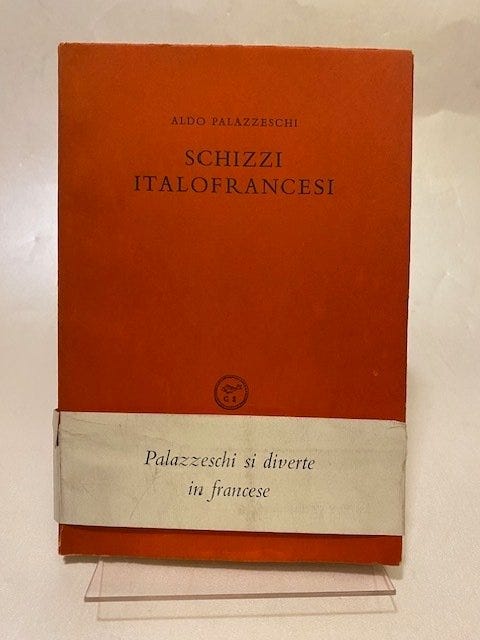 ALDO PALAZZESCHI
SCHIZZI
ITALOFRANCESI
G E
Palazzeschi si diverte
in francese